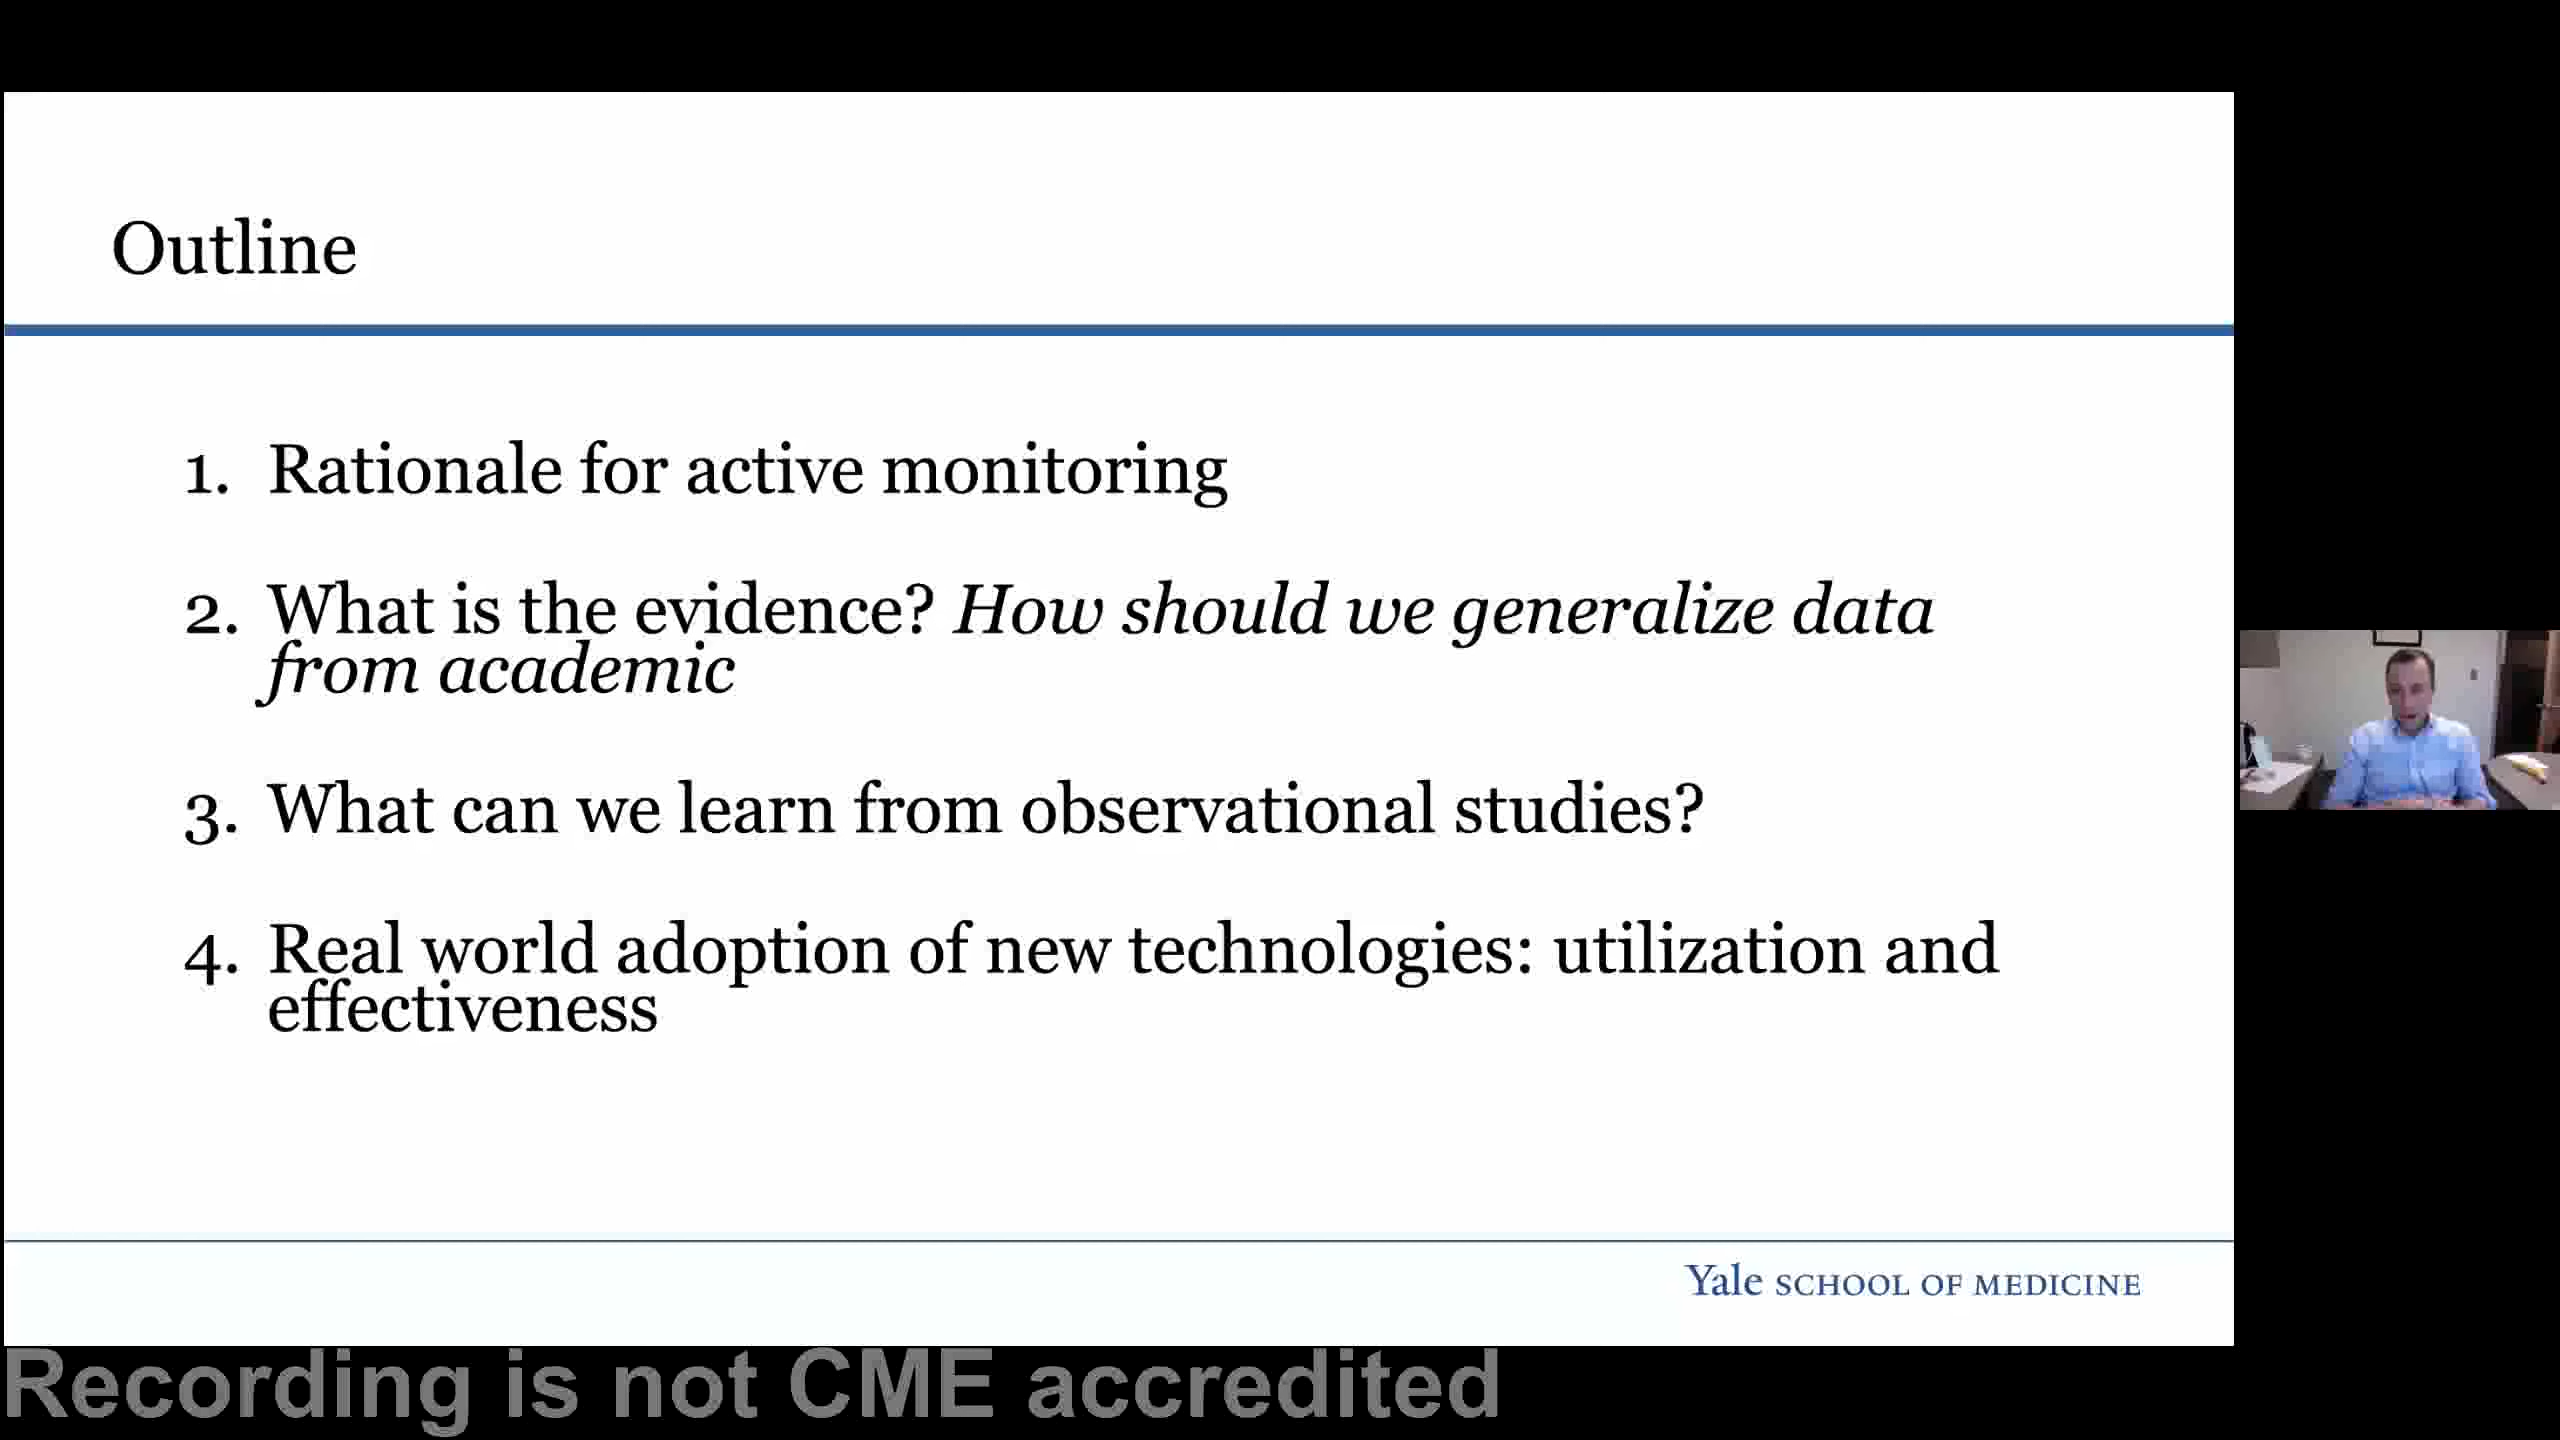 Outline
1. Rationale for active monitoring
2. What is the evidence? How should we generalize data
from academic
3. What can we learn from observational studies?
4. Real world adoption of new technologies: utilization and
effectiveness
Yale SCHOOL OF MEDICINE
Recording is not CME accredited